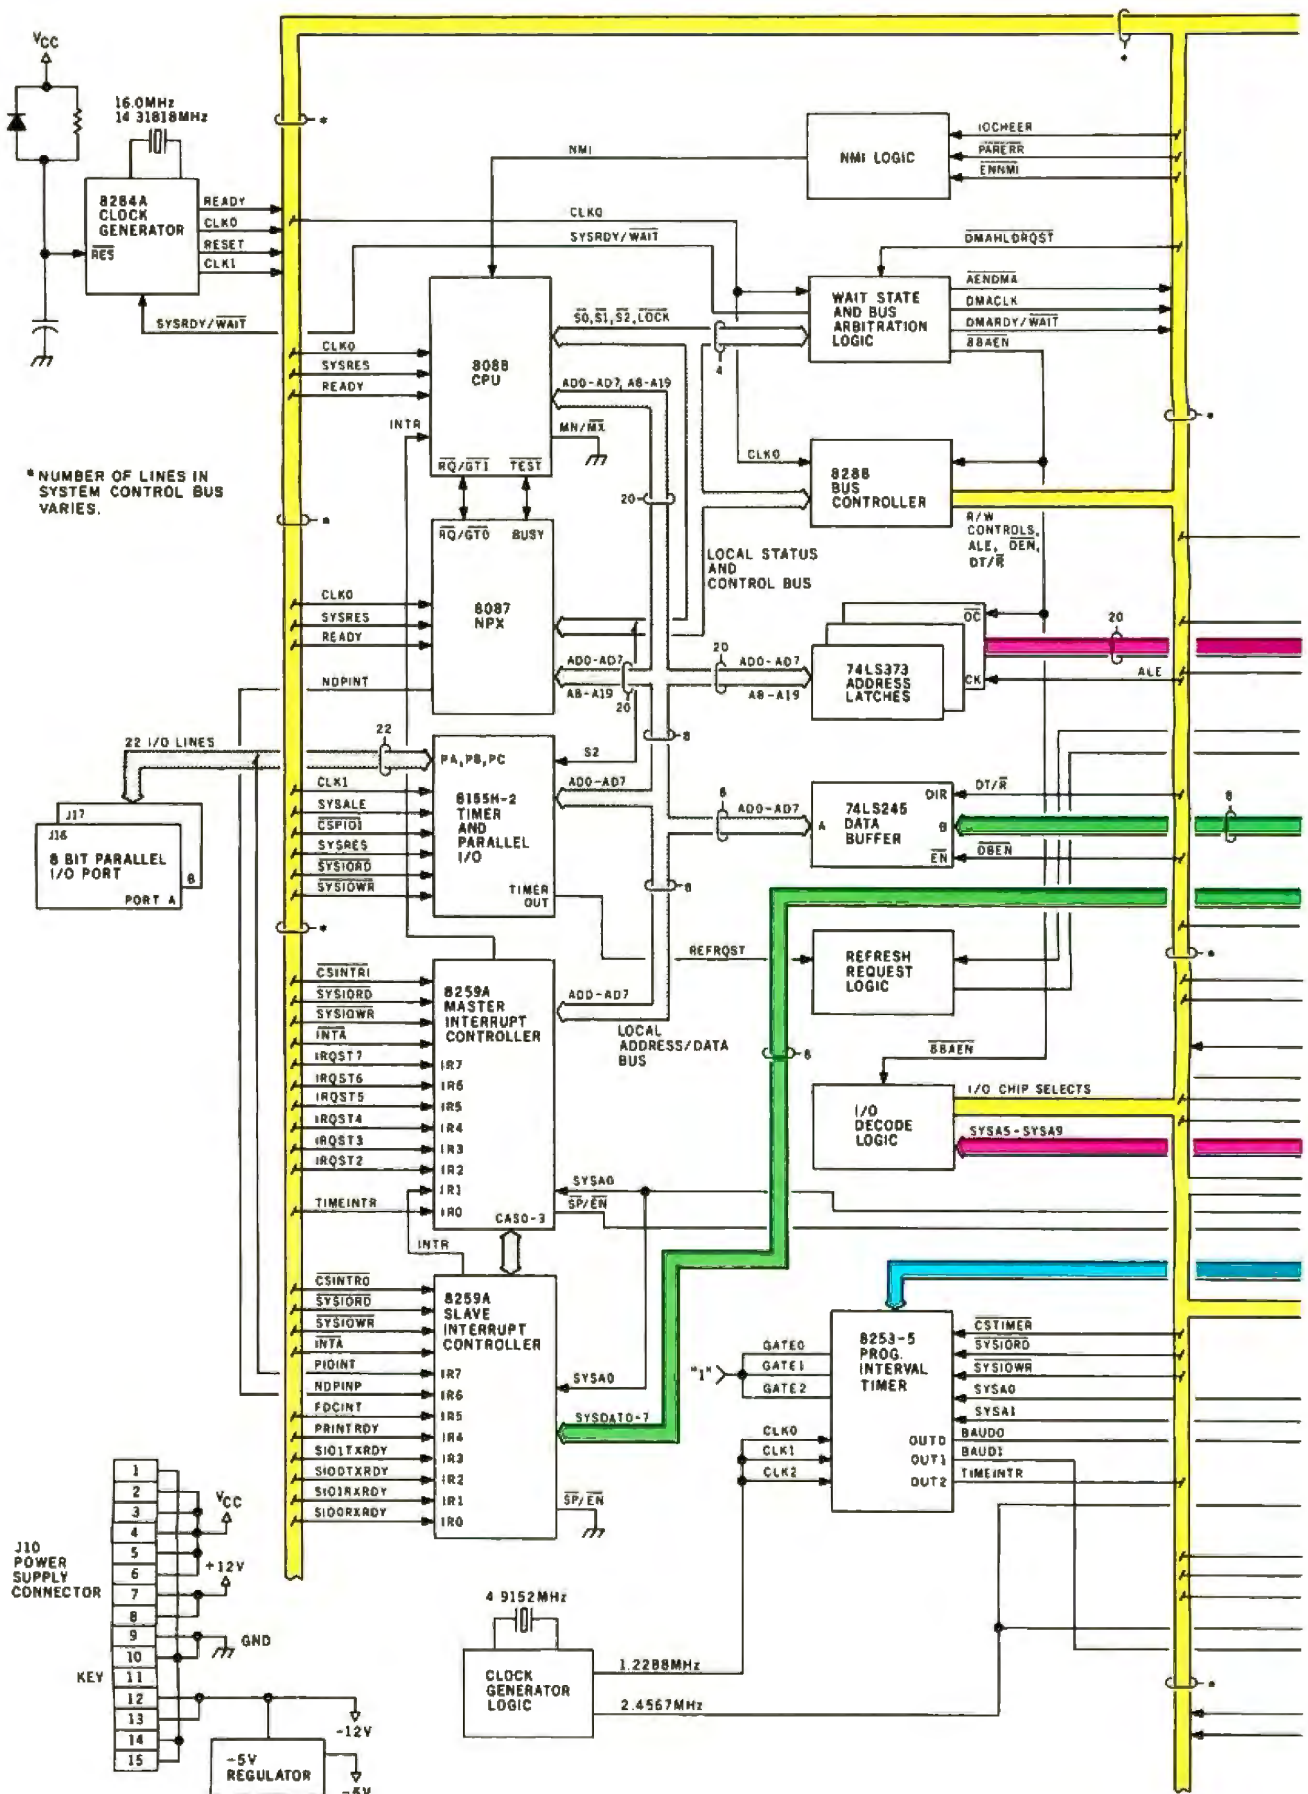 VCC
16.0MHz
14 31818MHz
8284A
CLOCK
GENERATOR
RES
READY
CLK0
RESET
CLK1
SYSRDY/WAIT
*
*
NMI
NMI LOGIC
IOCHEER
PARERR
ENNMI
CLK0
SYSRDY/WAIT
DMAHLDRQST
WAIT STATE
AND BUS
ARBITRATION
LOGIC
AENDMA
DMACLK
DMARDY/WAIT
BBAEN
S0,S1,S2,LOCK
4
CLK0
SYSRES
READY
INTR
8088
CPU
AD0-AD7, A8-A19
MN/MX
RQ/GT1 TEST
* NUMBER OF LINES IN
SYSTEM CONTROL BUS
VARIES.
*
*
CLK0
8288
BUS
CONTROLLER
R/W
CONTROLS,
ALE, DEN,
DT/R
20
LOCAL STATUS
AND
CONTROL BUS
RQ/GT0 BUSY
8087
NPX
CLK0
SYSRES
READY
NDPINT
AD0-AD7
A8-A19
20
20
AD0-AD7
A8-A19
74LS373
ADDRESS
LATCHES
OC
CK
20
ALE
22 I/O LINES
22
J17
J16
8 BIT PARALLEL
I/O PORT
PORT A
B
PA, PB, PC
8155H-2
TIMER
AND
PARALLEL
I/O
TIMER
OUT
CLK1
SYSALE
CSPIO1
SYSRES
SYSIORD
SYSIOWR
S2
AD0-AD7
8
8
8
AD0-AD7
74LS245
DATA
BUFFER
A
B
DIR
EN
DT/R
DBEN
8
*
REFRQST
REFRESH
REQUEST
LOGIC
*
CSINTR1
SYSIORD
SYSIOWR
INTA
IRQST7
IRQST6
IRQST5
IRQST4
IRQST3
IRQST2
TIMEINTR
8259A
MASTER
INTERRUPT
CONTROLLER
IR7
IR6
IR5
IR4
IR3
IR2
IR1
IR0
CAS0-3
AD0-AD7
LOCAL
ADDRESS/DATA
BUS
8
SYSA0
SP/EN
BBAEN
I/O
DECODE
LOGIC
I/O CHIP SELECTS
SYSA5-SYSA9
INTR
CSINTR0
SYSIORD
SYSIOWR
INTA
PIOINT
NDPINP
FDCINT
PRINTRDY
SIO1TXRDY
SIO0TXRDY
SIO1RXRDY
SIO0RXRDY
8259A
SLAVE
INTERRUPT
CONTROLLER
IR7
IR6
IR5
IR4
IR3
IR2
IR1
IR0
SYSA0
SYSDAT0-7
SP/EN
"1"
GATE0
GATE1
GATE2
CLK0
CLK1
CLK2
8253-5
PROG.
INTERVAL
TIMER
OUT0
OUT1
OUT2
CSTIMER
SYSIORD
SYSIOWR
SYSA0
SYSA1
BAUD0
BAUD1
TIMEINTR
J10
POWER
SUPPLY
CONNECTOR
KEY
1
2
3
4
5
6
7
8
9
10
11
12
13
14
15
VCC
+12V
GND
-12V
-5V
REGULATOR
-5V
4 9152MHz
CLOCK
GENERATOR
LOGIC
1.2288MHz
2.4567MHz
*